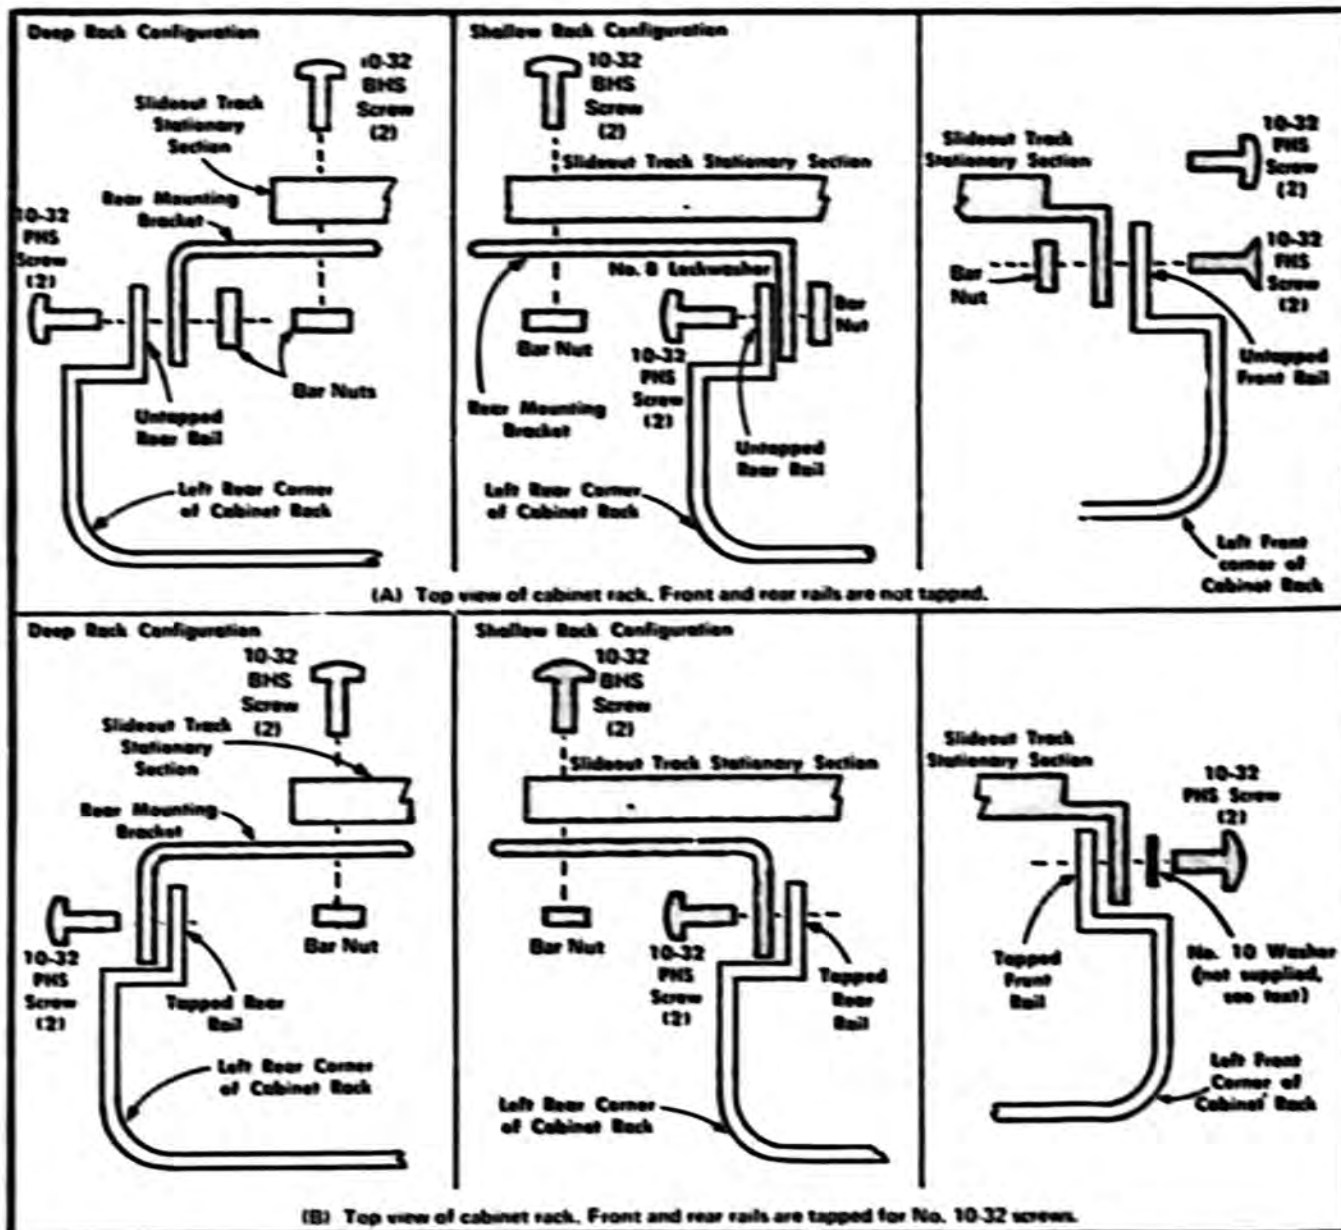 Deep Rack Configuration
10-32
BHS
Screw
(2)
Slideout Track
Stationary
Section
Rear Mounting
Bracket
10-32
PHS
Screw
(2)
Bar Nuts
Untapped
Rear Rail
Left Rear Corner
of Cabinet Rack
Shallow Rack Configuration
10-32
BHS
Screw
(2)
Slideout Track Stationary Section
No. 8 Lockwasher
Bar
Nut
Bar Nut
10-32
PHS
Screw
(2)
Rear Mounting
Bracket
Untapped
Rear Rail
Left Rear Corner
of Cabinet Rack
Slideout Track
Stationary Section
10-32
PHS
Screw
(2)
10-32
FHS
Screw
(2)
Bar
Nut
Untapped
Front Rail
Left Front
corner of
Cabinet Rack
(A) Top view of cabinet rack. Front and rear rails are not tapped.
Deep Rack Configuration
10-32
BHS
Screw
(2)
Slideout Track
Stationary
Section
Rear Mounting
Bracket
10-32
PHS
Screw
(2)
Bar Nut
Tapped Rear
Rail
Left Rear Corner
of Cabinet Rack
Shallow Rack Configuration
10-32
BHS
Screw
(2)
Slideout Track Stationary Section
Bar Nut
10-32
PHS
Screw
(2)
Tapped
Rear
Rail
Left Rear Corner
of Cabinet Rack
Slideout Track
Stationary Section
10-32
PHS Screw
(2)
Tapped
Front
Rail
No. 10 Washer
(not supplied,
see text)
Left Front
Corner of
Cabinet Rack
(B) Top view of cabinet rack. Front and rear rails are tapped for No. 10-32 screws.